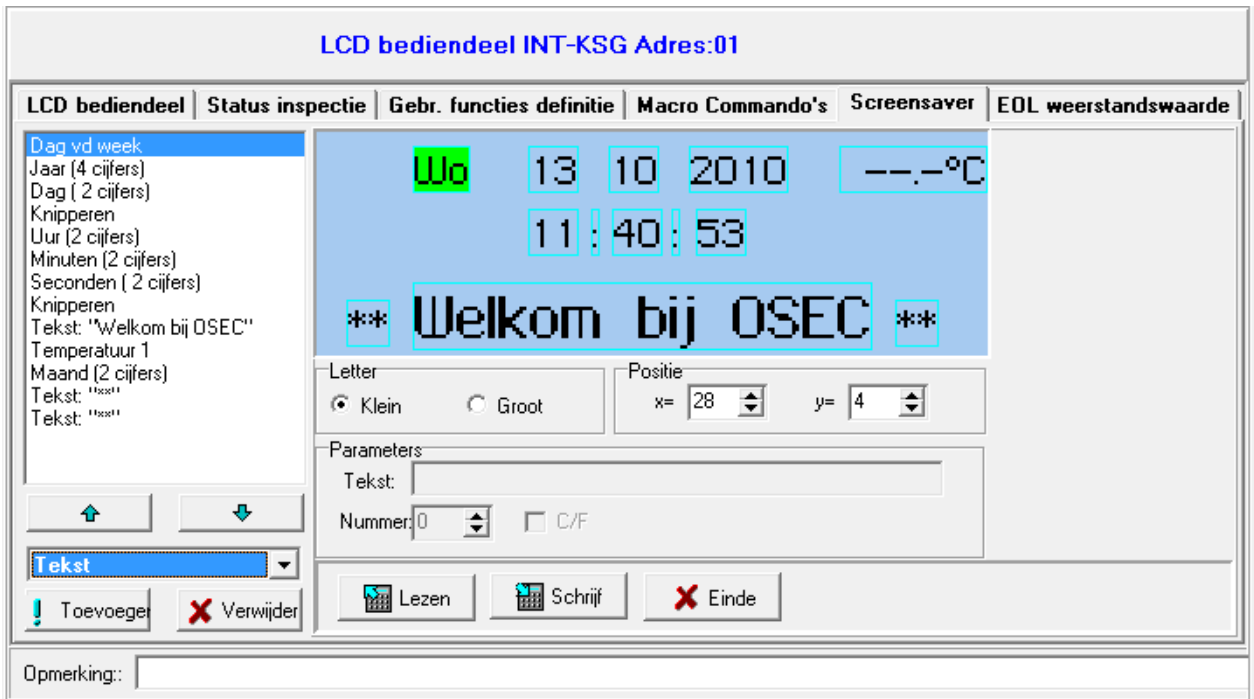 LCD bediendeel INT-KSG Adres:01
LCD bediendeel Status inspectie Gebr. functies definitie Macro Commando's Screensaver EOL weerstandswaarde
Dag vd week
Jaar (4 cijfers)
Dag ( 2 cijfers)
Knipperen
Uur (2 cijfers)
Minuten (2 cijfers)
Seconden ( 2 cijfers)
Knipperen
Tekst: "Welkom bij OSEC"
Temperatuur 1
Maand (2 cijfers)
Tekst: "**"
Tekst: "**"
Wo 13 10 2010 --.-°C
11 : 40 : 53
** Welkom bij OSEC **
Letter
Klein Groot
Positie
x= 28 y= 4
Parameters
Tekst:
Nummer: 0 C/F
Tekst
! Toevoegen Verwijder
Lezen Schrijf Einde
Opmerking::